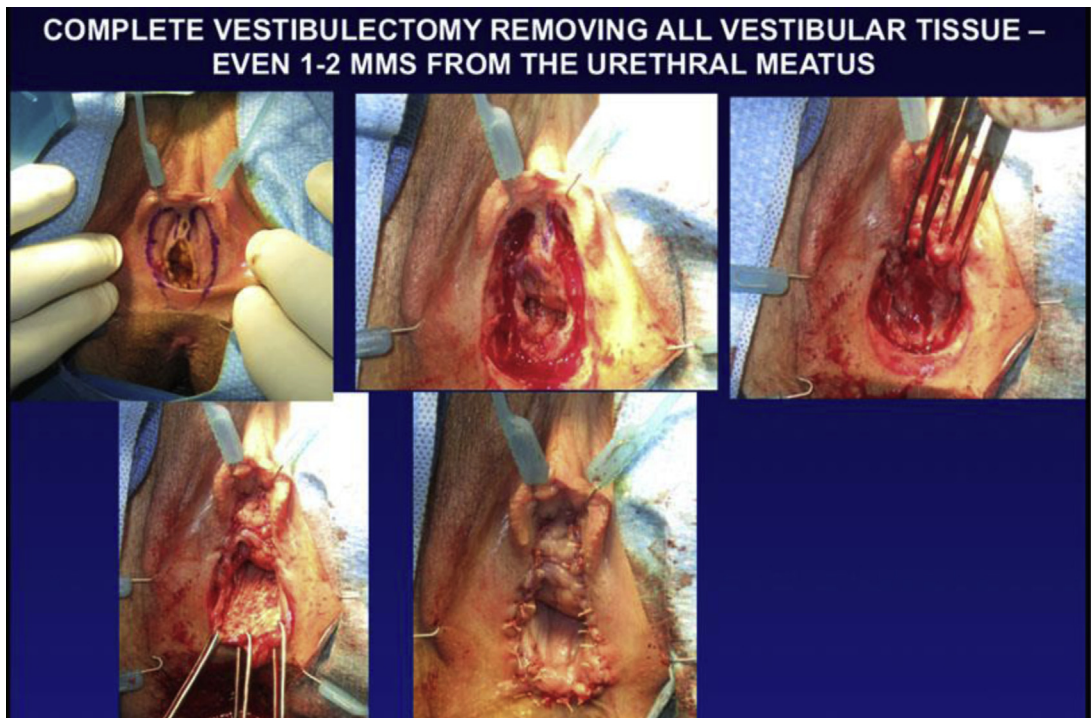 COMPLETE VESTIBULECTOMY REMOVING ALL VESTIBULAR TISSUE –
EVEN 1-2 MMS FROM THE URETHRAL MEATUS